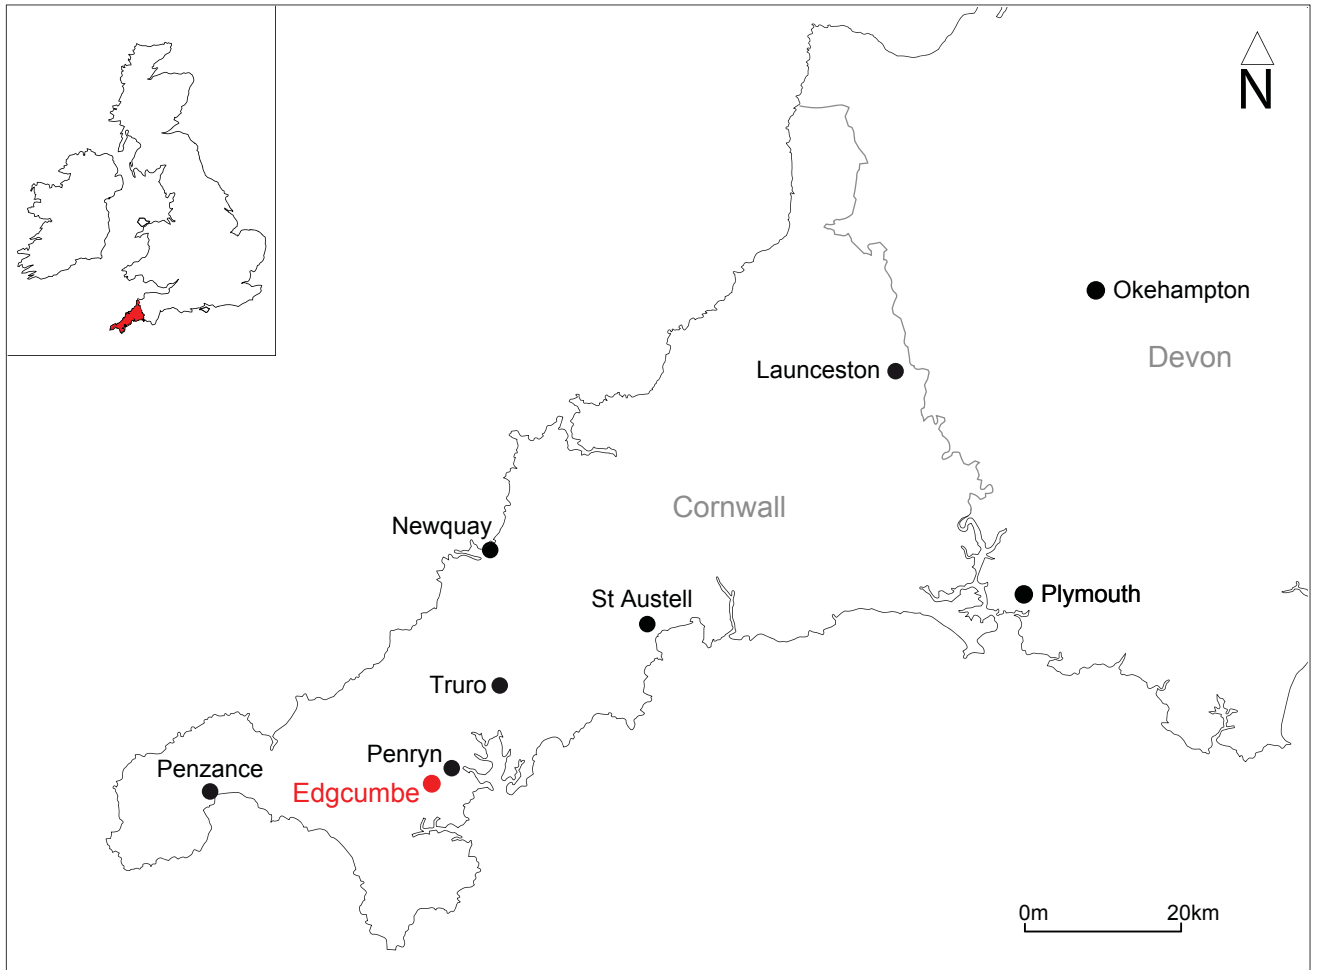 N
Okehampton
Devon
Launceston
Cornwall
Newquay
Plymouth
St Austell
Truro
Penryn
Penzance
Edgcumbe
0m 20km